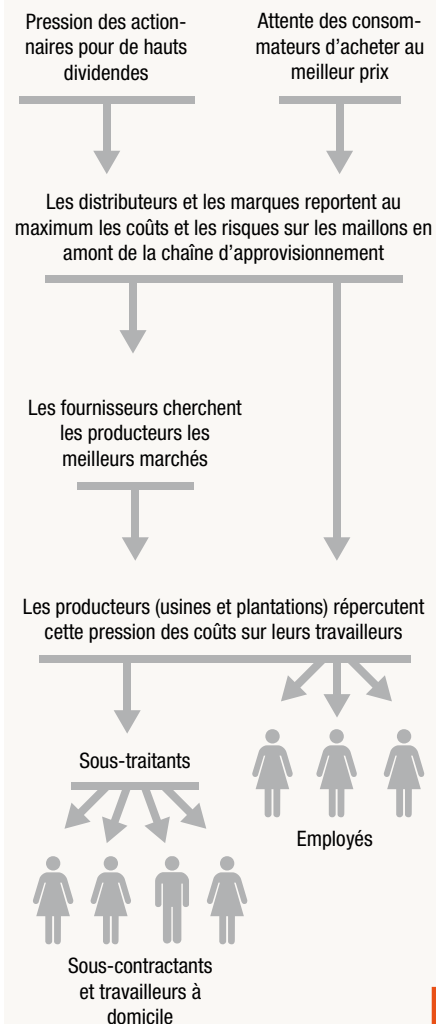 Pression des action-
naires pour de hauts
dividendes
Attente des consom-
mateurs d’acheter au
meilleur prix
Les distributeurs et les marques reportent au
maximum les coûts et les risques sur les maillons en
amont de la chaîne d’approvisionnement
Les fournisseurs cherchent
les producteurs les
meilleurs marchés
Les producteurs (usines et plantations) répercutent
cette pression des coûts sur leurs travailleurs
Sous-traitants
Employés
Sous-contractants
et travailleurs à
domicile